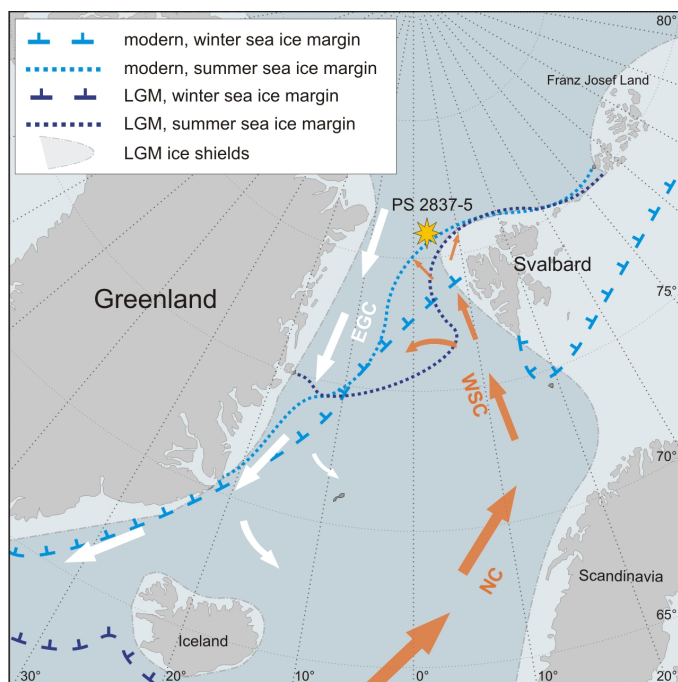 modern, winter sea ice margin
modern, summer sea ice margin
LGM, winter sea ice margin
LGM, summer sea ice margin
LGM ice shields
80°
Franz Josef Land
PS 2837-5
Svalbard
75°
Greenland
EGC
WSC
70°
NC
Scandinavia
65°
Iceland
30°
20°
10°
0°
10°
20°